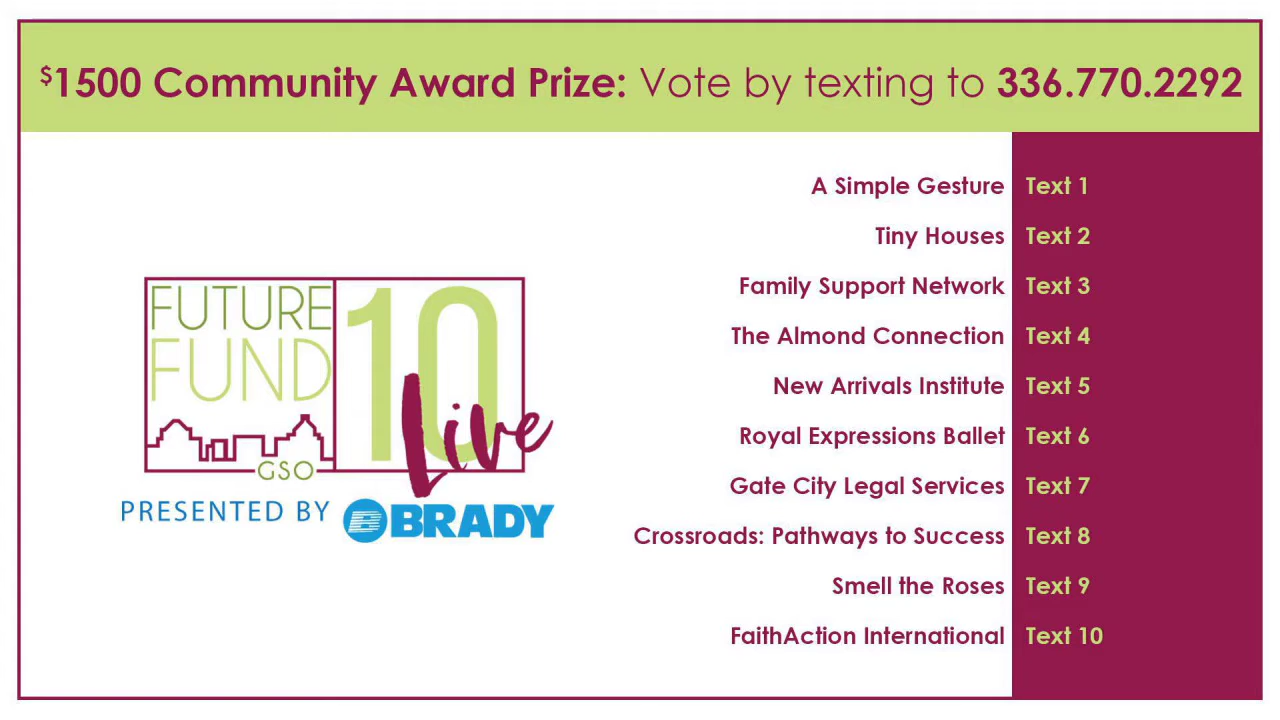 $1500 Community Award Prize: Vote by texting to 336.770.2292
A Simple Gesture Text 1
Tiny Houses Text 2
Family Support Network Text 3
The Almond Connection Text 4
New Arrivals Institute Text 5
Royal Expressions Ballet Text 6
Gate City Legal Services Text 7
Crossroads: Pathways to Success Text 8
Smell the Roses Text 9
FaithAction International Text 10
FUTURE
FUND
GSO
10
Live
PRESENTED BY BRADY